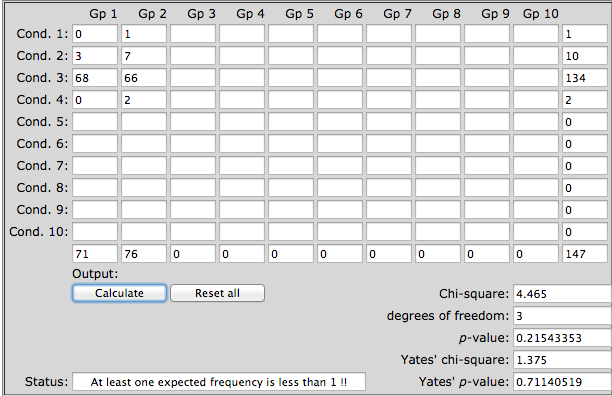 Gp 1 Gp 2 Gp 3 Gp 4 Gp 5 Gp 6 Gp 7 Gp 8 Gp 9 Gp 10
Cond. 1: 0 1 1
Cond. 2: 3 7 10
Cond. 3: 68 66 134
Cond. 4: 0 2 2
Cond. 5: 0
Cond. 6: 0
Cond. 7: 0
Cond. 8: 0
Cond. 9: 0
Cond. 10: 0
71 76 0 0 0 0 0 0 0 0 147
Output:
Calculate Reset all Chi-square: 4.465
degrees of freedom: 3
p-value: 0.21543353
Yates' chi-square: 1.375
Status: At least one expected frequency is less than 1 !! Yates' p-value: 0.71140519